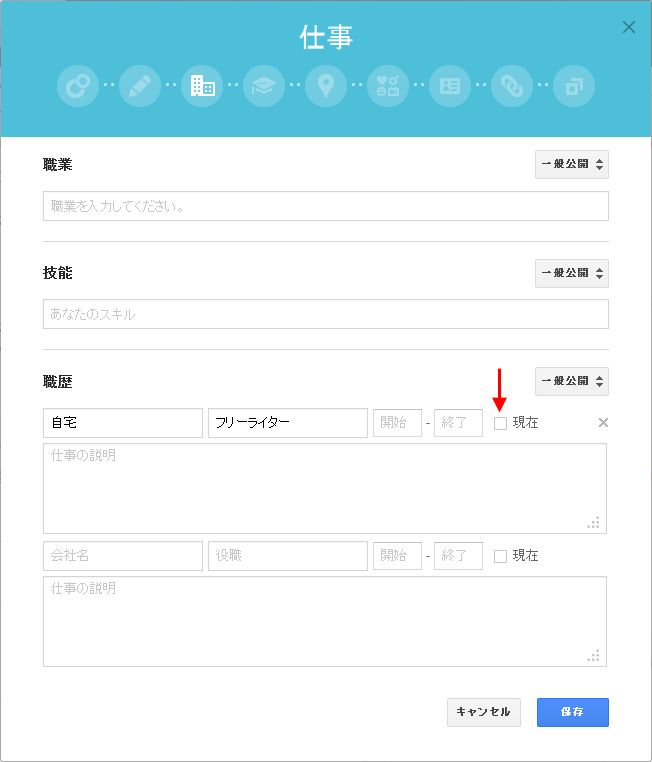 仕事
職業 一般公開
職業を入力してください。
技能 一般公開
あなたのスキル
職歴 一般公開
自宅 フリーライター 開始 - 終了 現在
仕事の説明
会社名 役職 開始 - 終了 現在
仕事の説明
キャンセル 保存